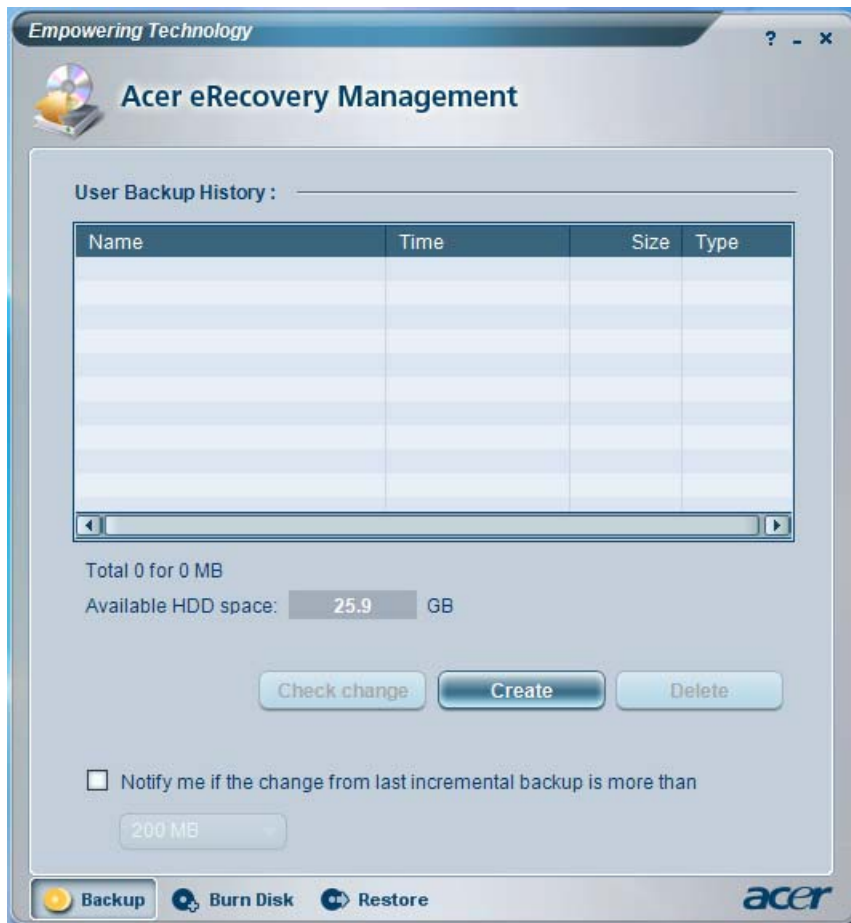 Empowering Technology
? - ×
Acer eRecovery Management
User Backup History :
Name Time Size Type
Total 0 for 0 MB
Available HDD space: 25.9 GB
Check change Create Delete
Notify me if the change from last incremental backup is more than
200 MB
Backup Burn Disk Restore acer